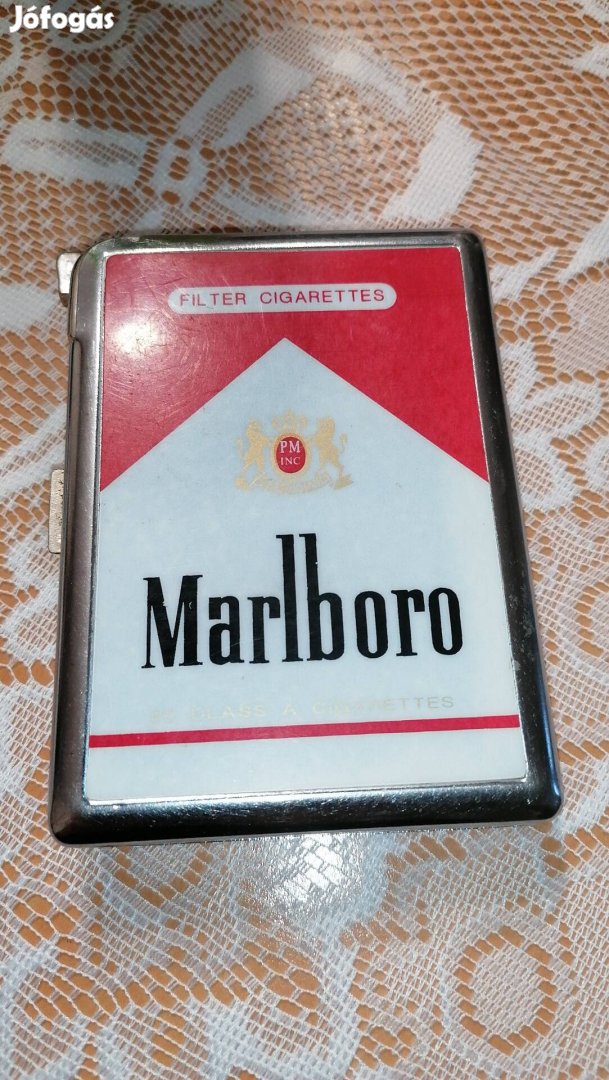 Jófogás
FILTER CIGARETTES
PM
INC
Marlboro
CLASS A CIGARETTES